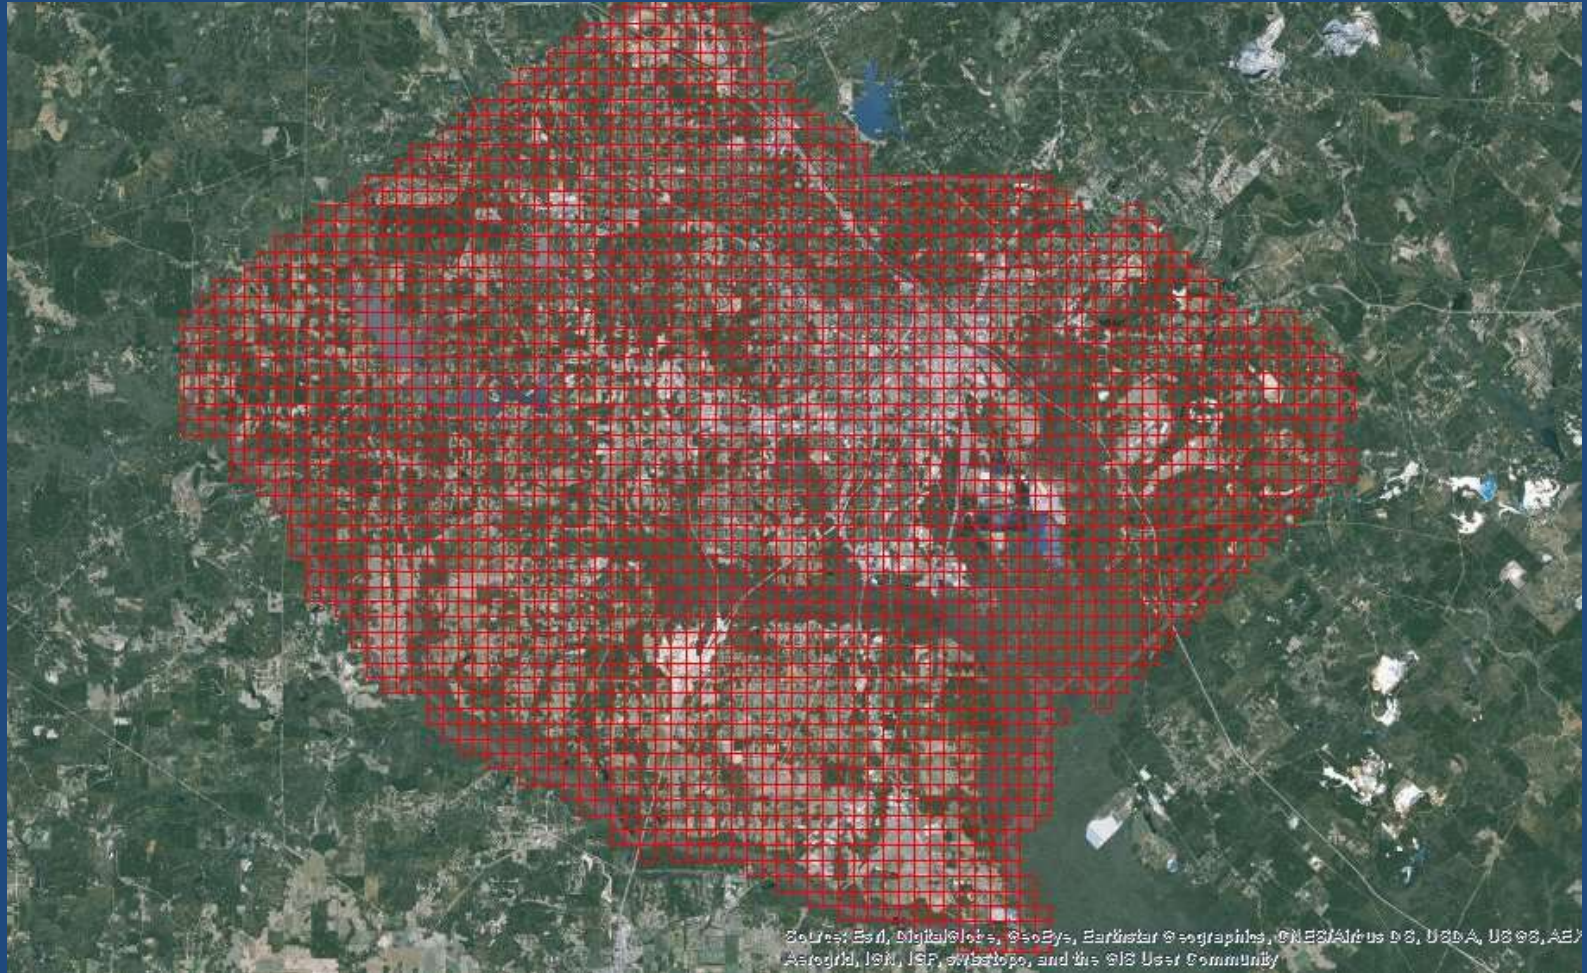 Source: Esri, DigitalGlobe, GeoEye, Earthstar Geographics, CNES/Airbus DS, USDA, USGS, AEX
Aerogrid, IGN, IGP, swisstopo, and the GIS User Community